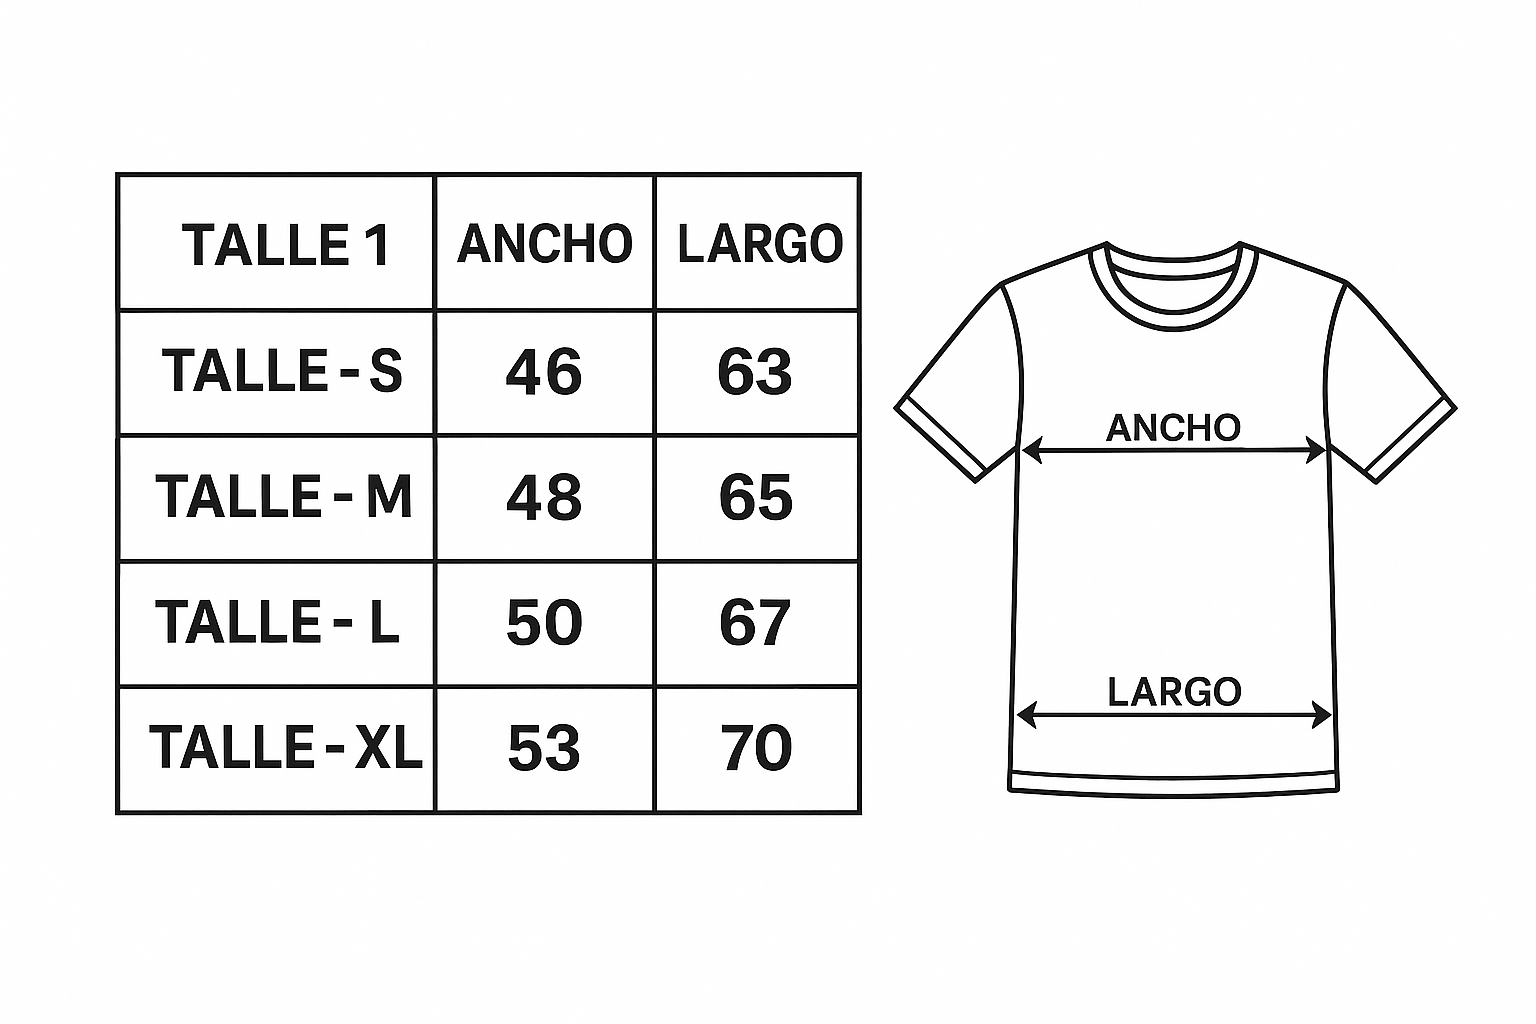 TALLE 1 ANCHO LARGO
TALLE - S 46 63
TALLE - M 48 65
TALLE - L 50 67
TALLE - XL 53 70
ANCHO
LARGO